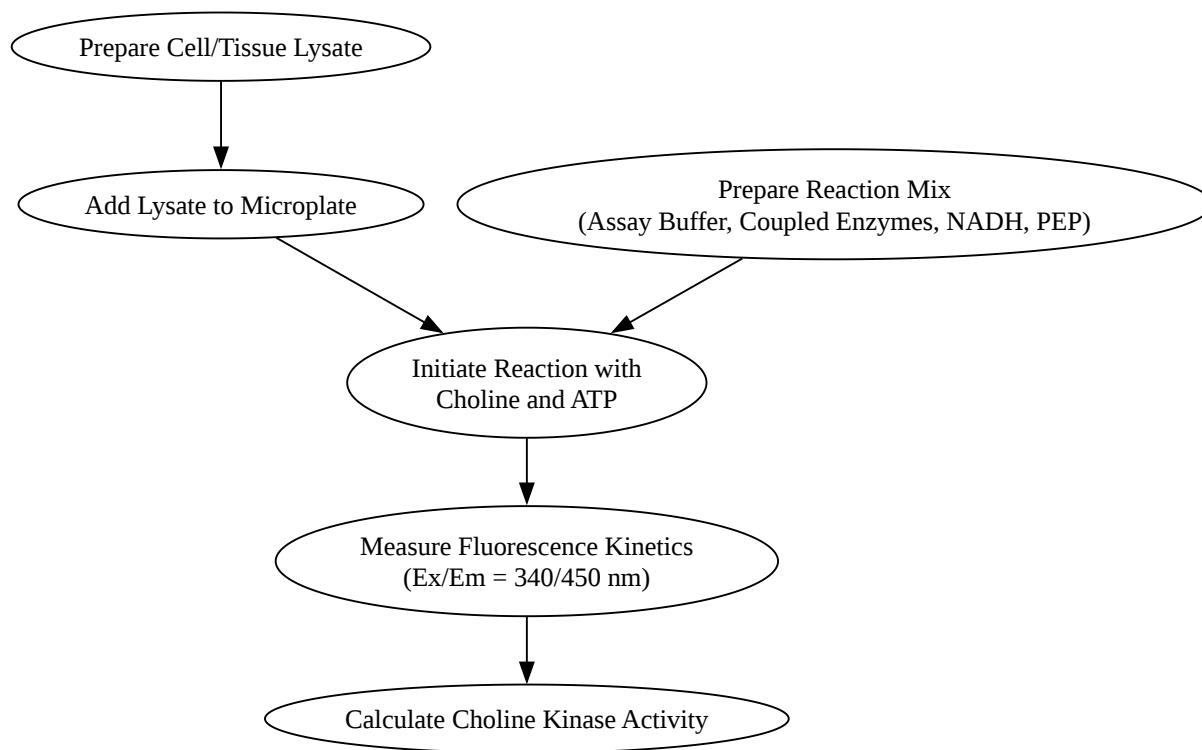 Prepare Cell/Tissue Lysate
Add Lysate to Microplate
Prepare Reaction Mix
(Assay Buffer, Coupled Enzymes, NADH, PEP)
Initiate Reaction with
Choline and ATP
Measure Fluorescence Kinetics
(Ex/Em = 340/450 nm)
Calculate Choline Kinase Activity